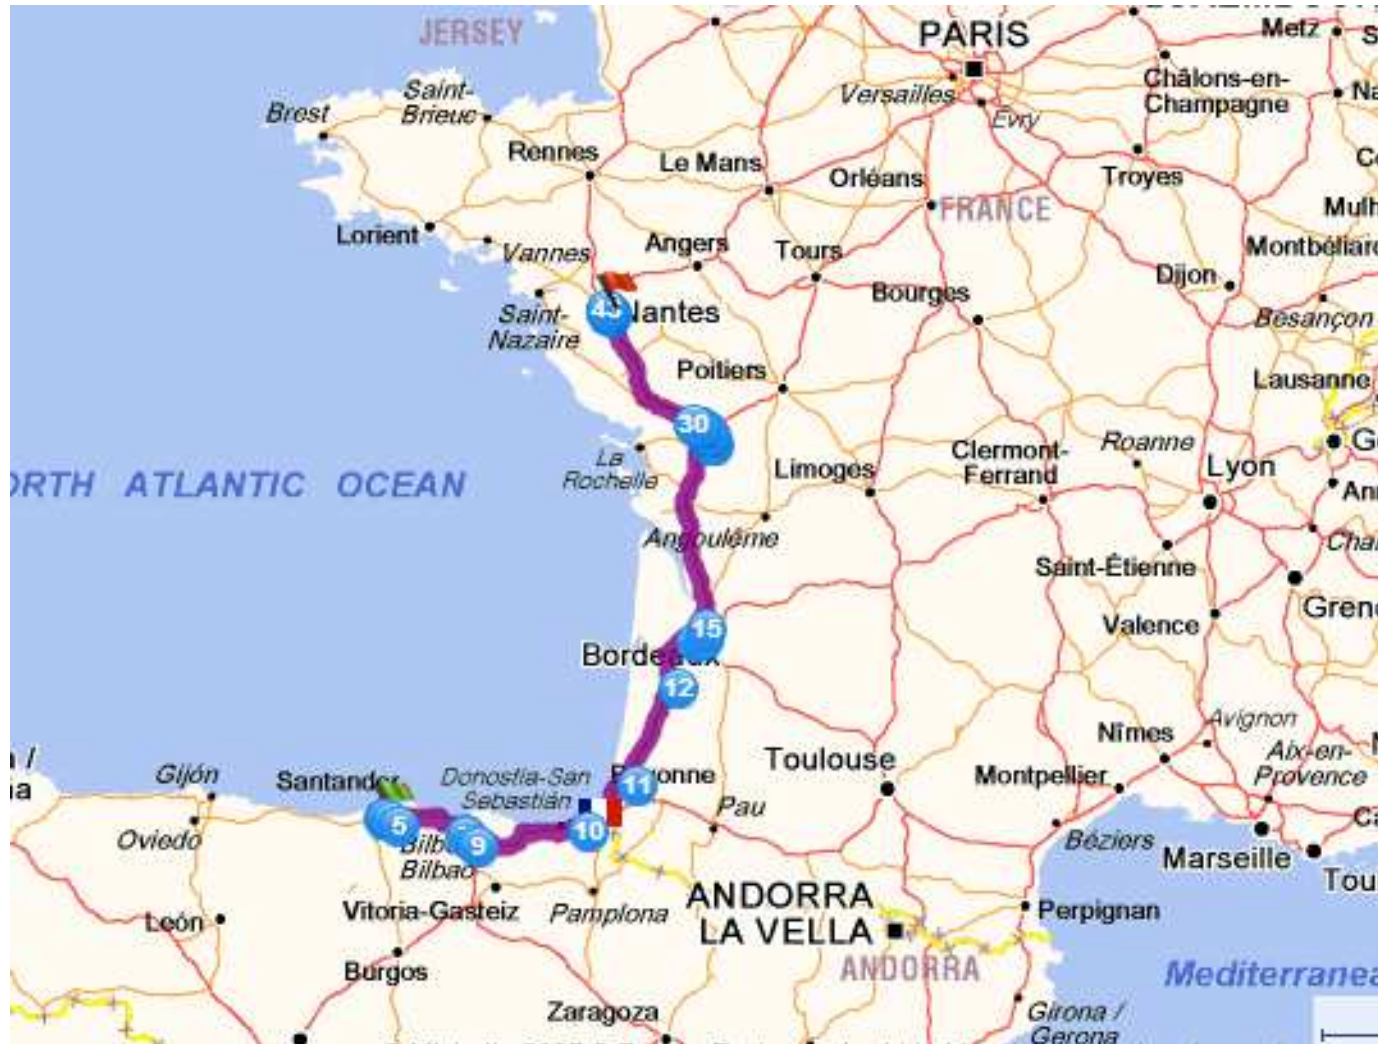 JERSEY
PARIS
Metz
Saint-
Brieuc
Brest
Versailles
Évry
Châlons-en-
Champagne
Rennes
Le Mans
Orléans
Troyes
FRANCE
Lorient
Vannes
Angers
Tours
Dijon
Montbéliard
Bourges
Besançon
Saint-
Nazaire
Nantes
Poitiers
Lausanne
30
La
Rochelle
Limoges
Clermont-
Ferrand
Roanne
Lyon
ORTH ATLANTIC OCEAN
Angoulême
Saint-Étienne
Valence
15
Bordeaux
12
Nîmes
Avignon
Aix-en-
Provence
Gijón
Santander
Donostia-San
Sebastián
Bayonne
11
Toulouse
Montpellier
Pau
Oviedo
5
9
10
Bilbao
Béziers
Marseille
León
Vitoria-Gasteiz
Pamplona
ANDORRA
LA VELLA
Perpignan
Burgos
ANDORRA
Mediterranea
Zaragoza
Girona /
Gerona